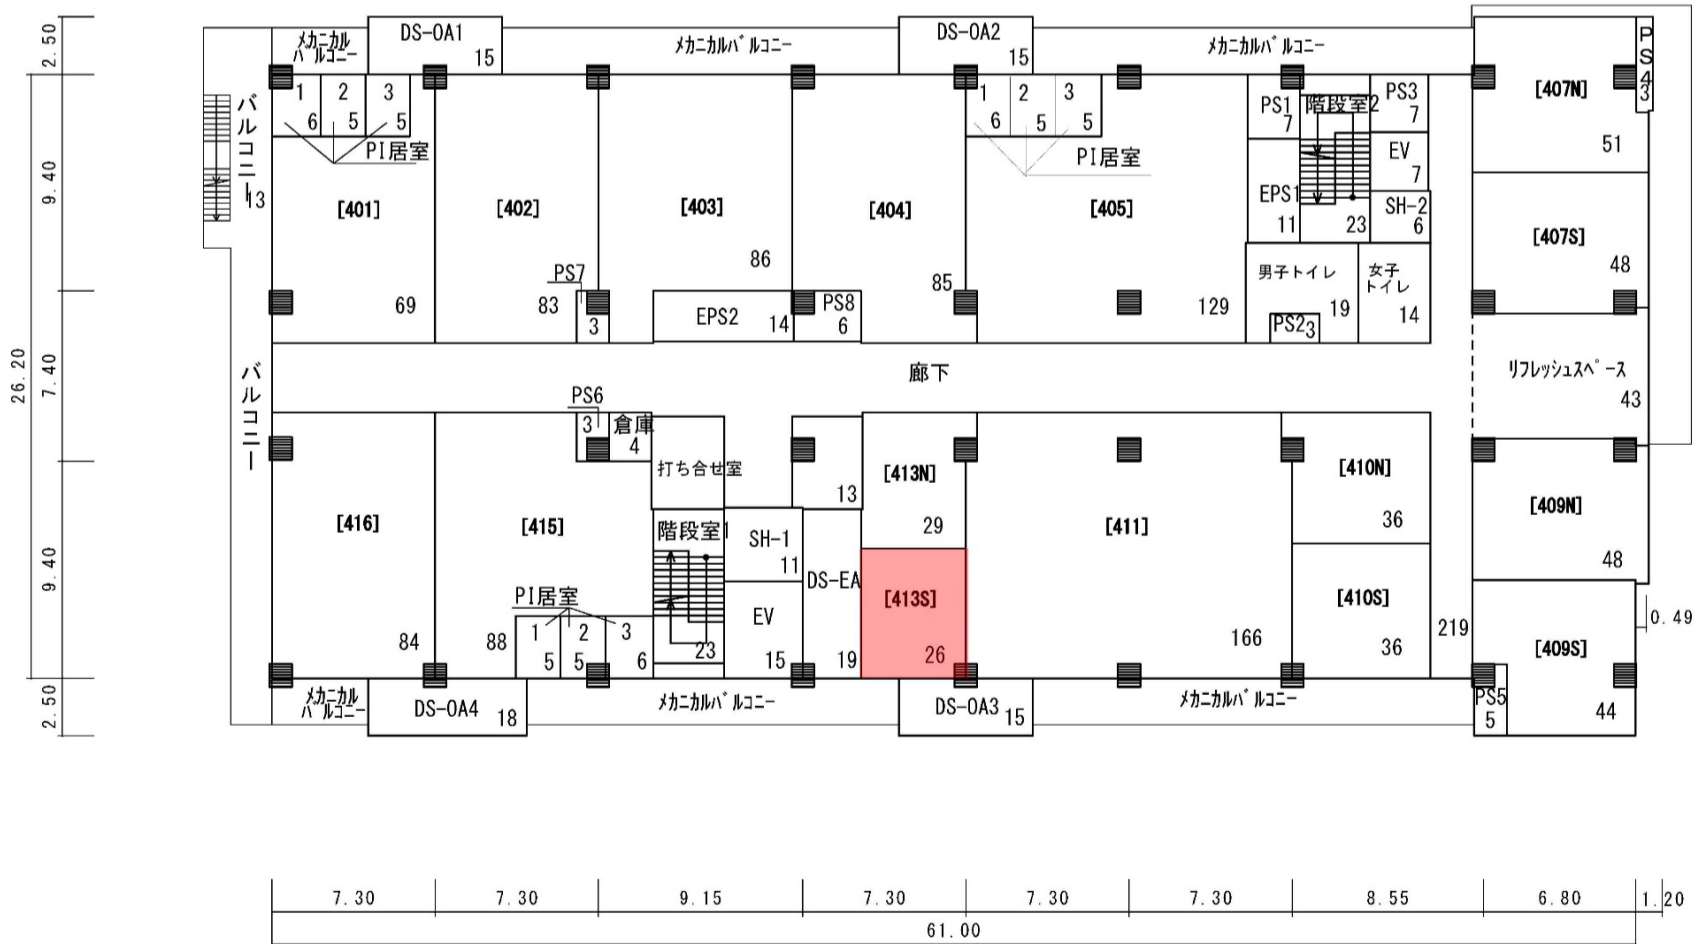 2.50
9.40
7.40
26.20
9.40
2.50
メカニカル
バルコニー
DS-OA1
15
メカニカルバルコニー
DS-OA2
15
メカニカルバルコニー
PS4
3
バルコニー
13
1
6
2
5
3
5
PI居室
[401]
69
[402]
83
PS7
3
[403]
86
EPS2
14
PS8
6
[404]
85
1
6
2
5
3
5
PI居室
[405]
129
PS1
7
階段室2
23
PS3
7
EV
7
EPS1
11
SH-2
6
男子トイレ
19
PS2
3
女子
トイレ
14
[407N]
51
[407S]
48
リフレッシュスペース
43
廊下
219
バルコニー
[416]
84
PS6
3
倉庫
4
[415]
88
PI居室
1
5
2
5
3
6
打ち合せ室
階段室1
23
SH-1
11
EV
15
13
DS-EA
19
[413N]
29
[413S]
26
[411]
166
[410N]
36
[410S]
36
[409N]
48
[409S]
44
PS5
5
0.49
メカニカル
バルコニー
DS-OA4
18
メカニカルバルコニー
DS-OA3
15
メカニカルバルコニー
7.30
7.30
9.15
7.30
7.30
7.30
8.55
6.80
1.20
61.00